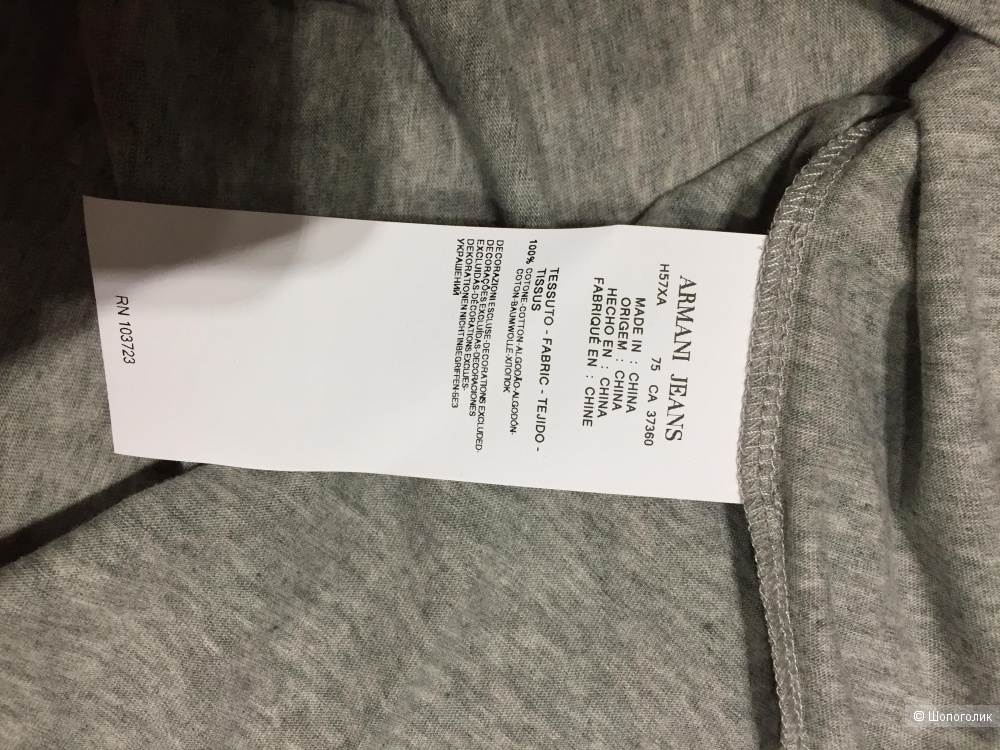 ARMANI JEANS
H57XA 75 CA 37360
MADE IN : CHINA
ORIGEM : CHINA
HECHO EN : CHINA
FABRIQUÉ EN : CHINE
TESSUTO - FABRIC - TEJIDO -
TISSUS
100% COTONE-COTTON-ALGODÃO-ALGODÓN-
COTON-BAUMWOLLE-ХЛОПОК
DECORAZIONI ESCLUSE-DECORATIONS EXCLUDED-
DECORAÇÕES EXCLUÍDAS-DECORACIONES
EXCLUIDAS-DÉCORATIONS EXCLUES-
DEKORATIONEN NICHT INBEGRIFFEN-БЕЗ
УКРАШЕНИЙ
RN 103723
© Шопоголик